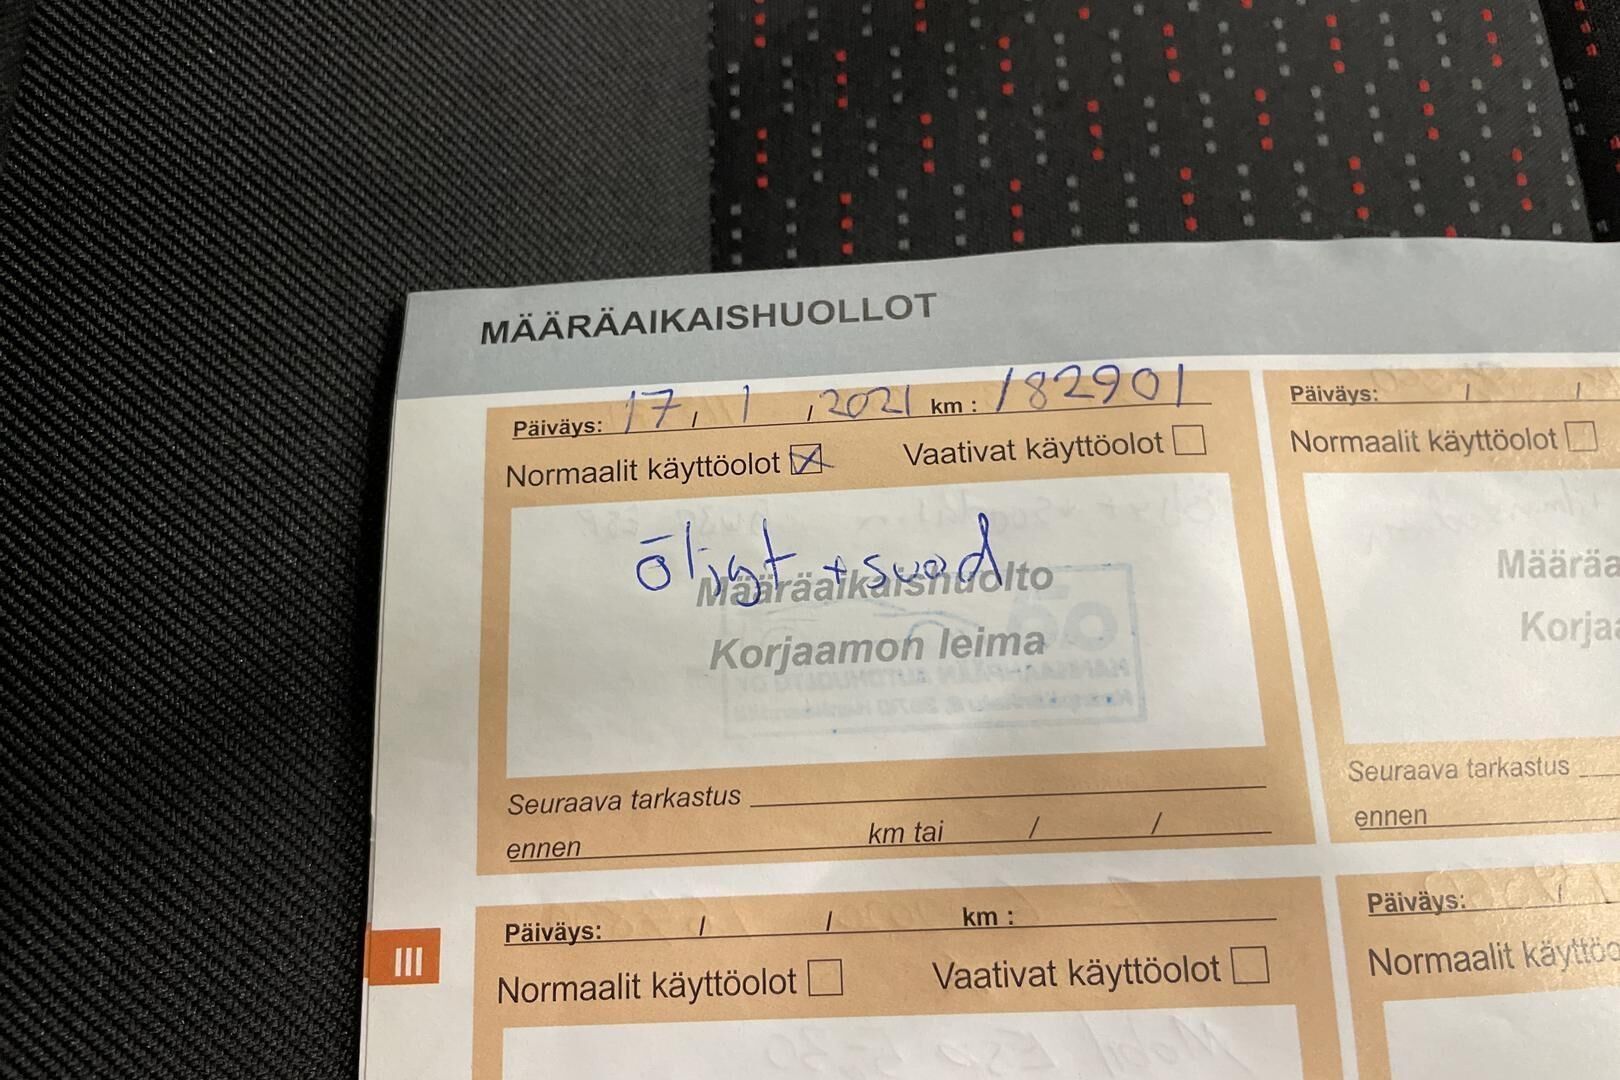 MÄÄRÄAIKAISHUOLLOT
Päiväys: 17 / 1 / 2021 km : 182901
Normaalit käyttöolot Vaativat käyttöolot
öljyt + suod
Määräaikaishuolto
Korjaamon leima
Seuraava tarkastus
ennen km tai / /
Päiväys: / / km :
Normaalit käyttöolot Vaativat käyttöolot
Päiväys: / /
Normaalit käyttöolot
Määräa
Korjaa
Seuraava tarkastus
ennen
Päiväys: /
Normaalit käyttöo
III